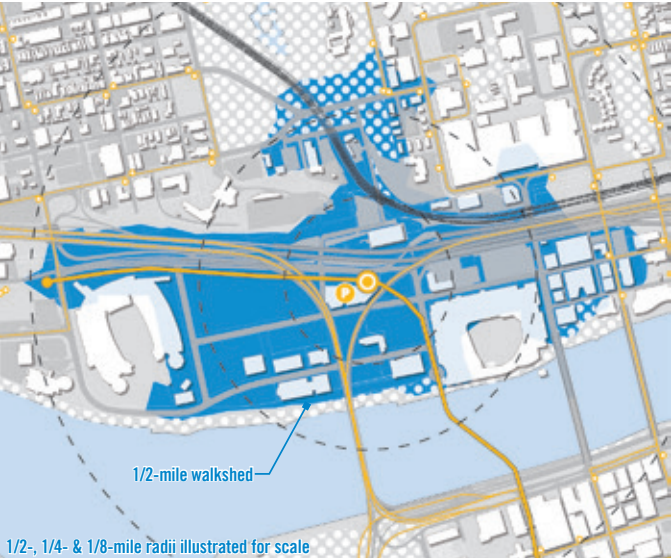 P
1/2-mile walkshed
1/2-, 1/4- & 1/8-mile radii illustrated for scale